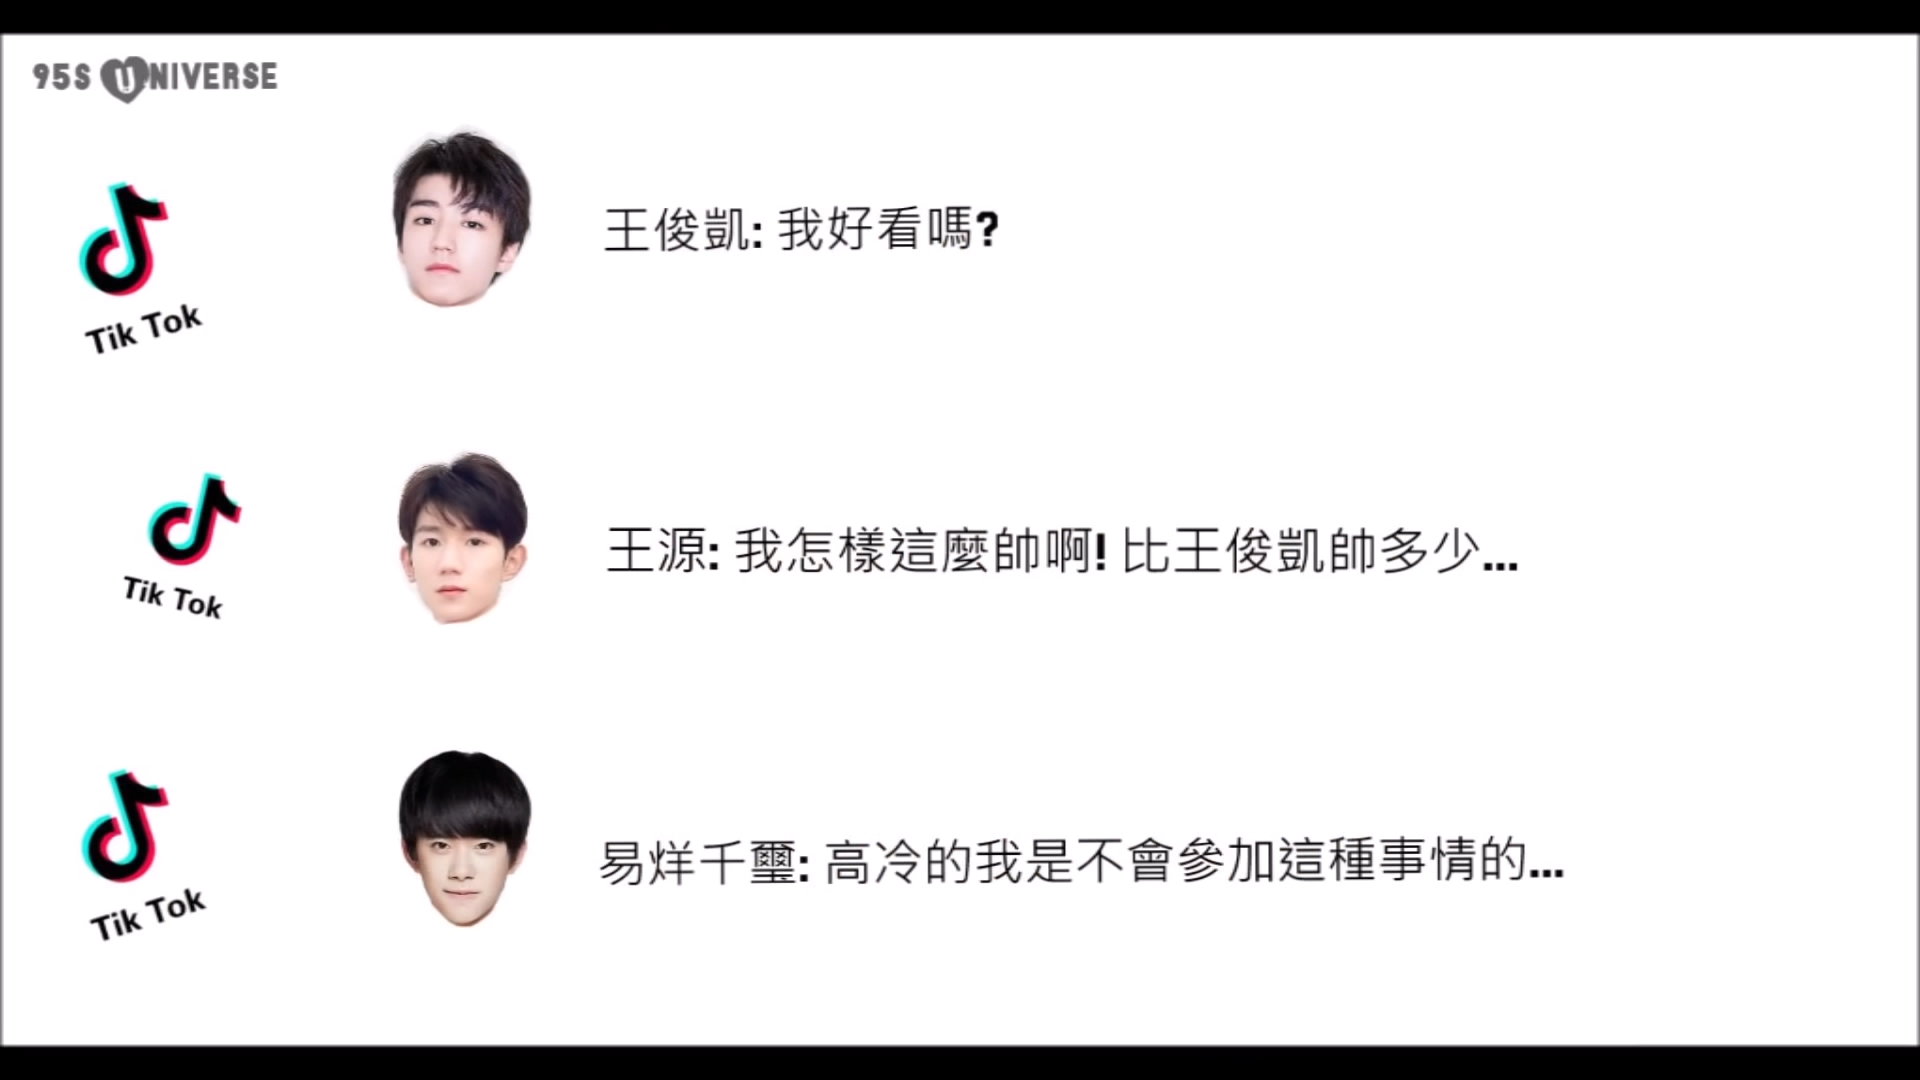 95S UNIVERSE
Tik Tok
王俊凱: 我好看嗎?
Tik Tok
王源: 我怎樣這麼帥啊! 比王俊凱帥多少...
Tik Tok
易烊千璽: 高冷的我是不會參加這種事情的...